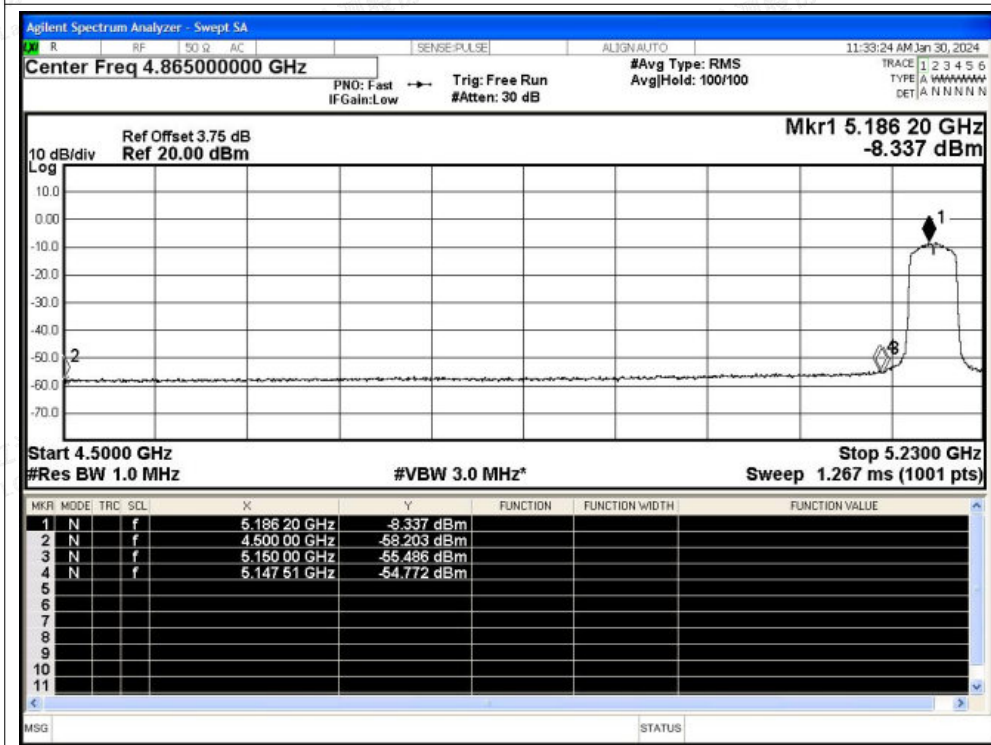 Agilent Spectrum Analyzer - Swept SA
LXI R RF 50 Ω AC SENSE:PULSE ALIGN AUTO 11:33:24 AM Jan 30, 2024
Center Freq 4.865000000 GHz #Avg Type: RMS TRACE 1 2 3 4 5 6
PNO: Fast Trig: Free Run Avg|Hold: 100/100 TYPE A WWWWW
IFGain:Low #Atten: 30 dB DET A N N N N N
Mkr1 5.186 20 GHz
Ref Offset 3.75 dB
10 dB/div Ref 20.00 dBm -8.337 dBm
Log
10.0
0.00
1
-10.0
-20.0
-30.0
-40.0
-50.0
2
-60.0
-70.0
Start 4.5000 GHz Stop 5.2300 GHz
#Res BW 1.0 MHz #VBW 3.0 MHz* Sweep 1.267 ms (1001 pts)
MKR MODE TRC SCL X Y FUNCTION FUNCTION WIDTH FUNCTION VALUE
1 N f 5.186 20 GHz -8.337 dBm
2 N f 4.500 00 GHz -58.203 dBm
3 N f 5.150 00 GHz -55.486 dBm
4 N f 5.147 51 GHz -54.772 dBm
5
6
7
8
9
10
11
MSG STATUS